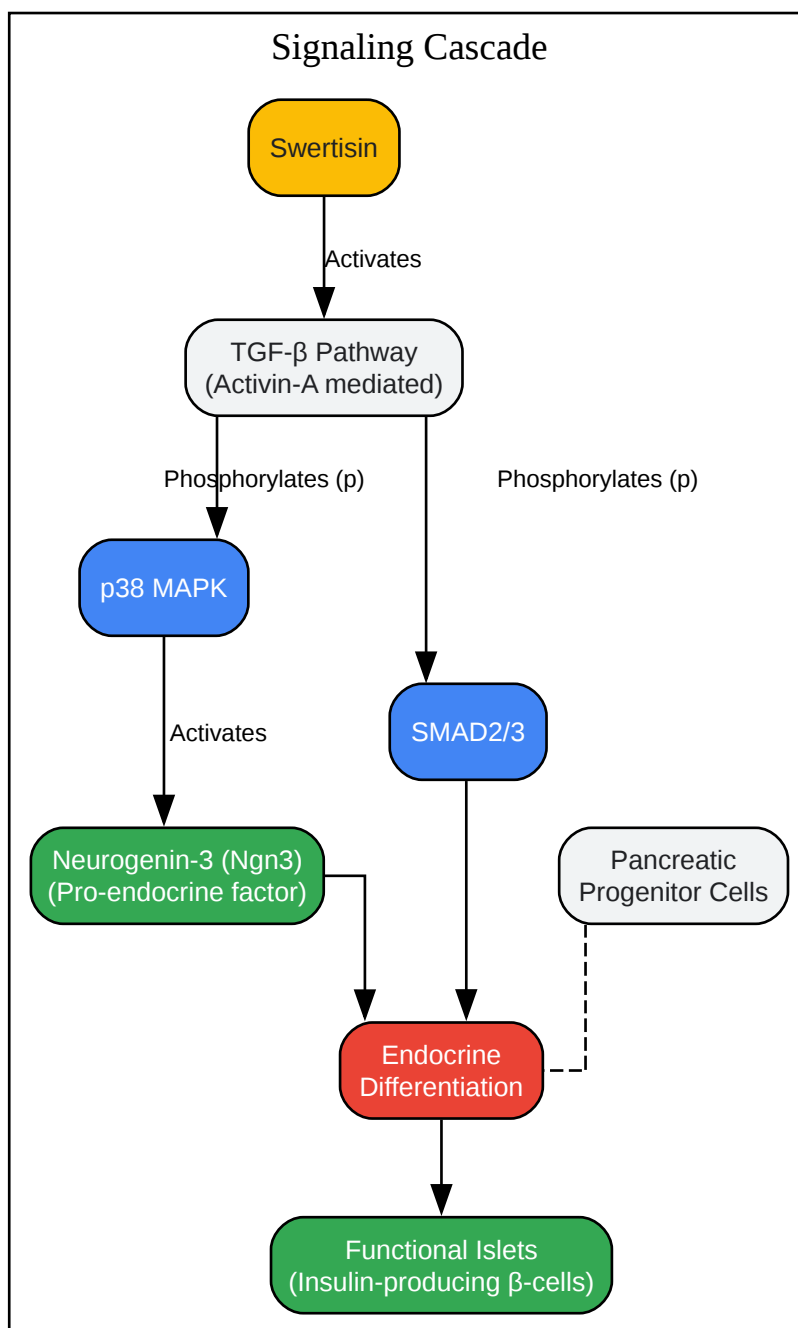 Signaling Cascade
Swertisin
Activates
TGF-β Pathway
(Activin-A mediated)
Phosphorylates (p)
Phosphorylates (p)
p38 MAPK
Activates
SMAD2/3
Neurogenin-3 (Ngn3)
(Pro-endocrine factor)
Pancreatic
Progenitor Cells
Endocrine
Differentiation
Functional Islets
(Insulin-producing β-cells)